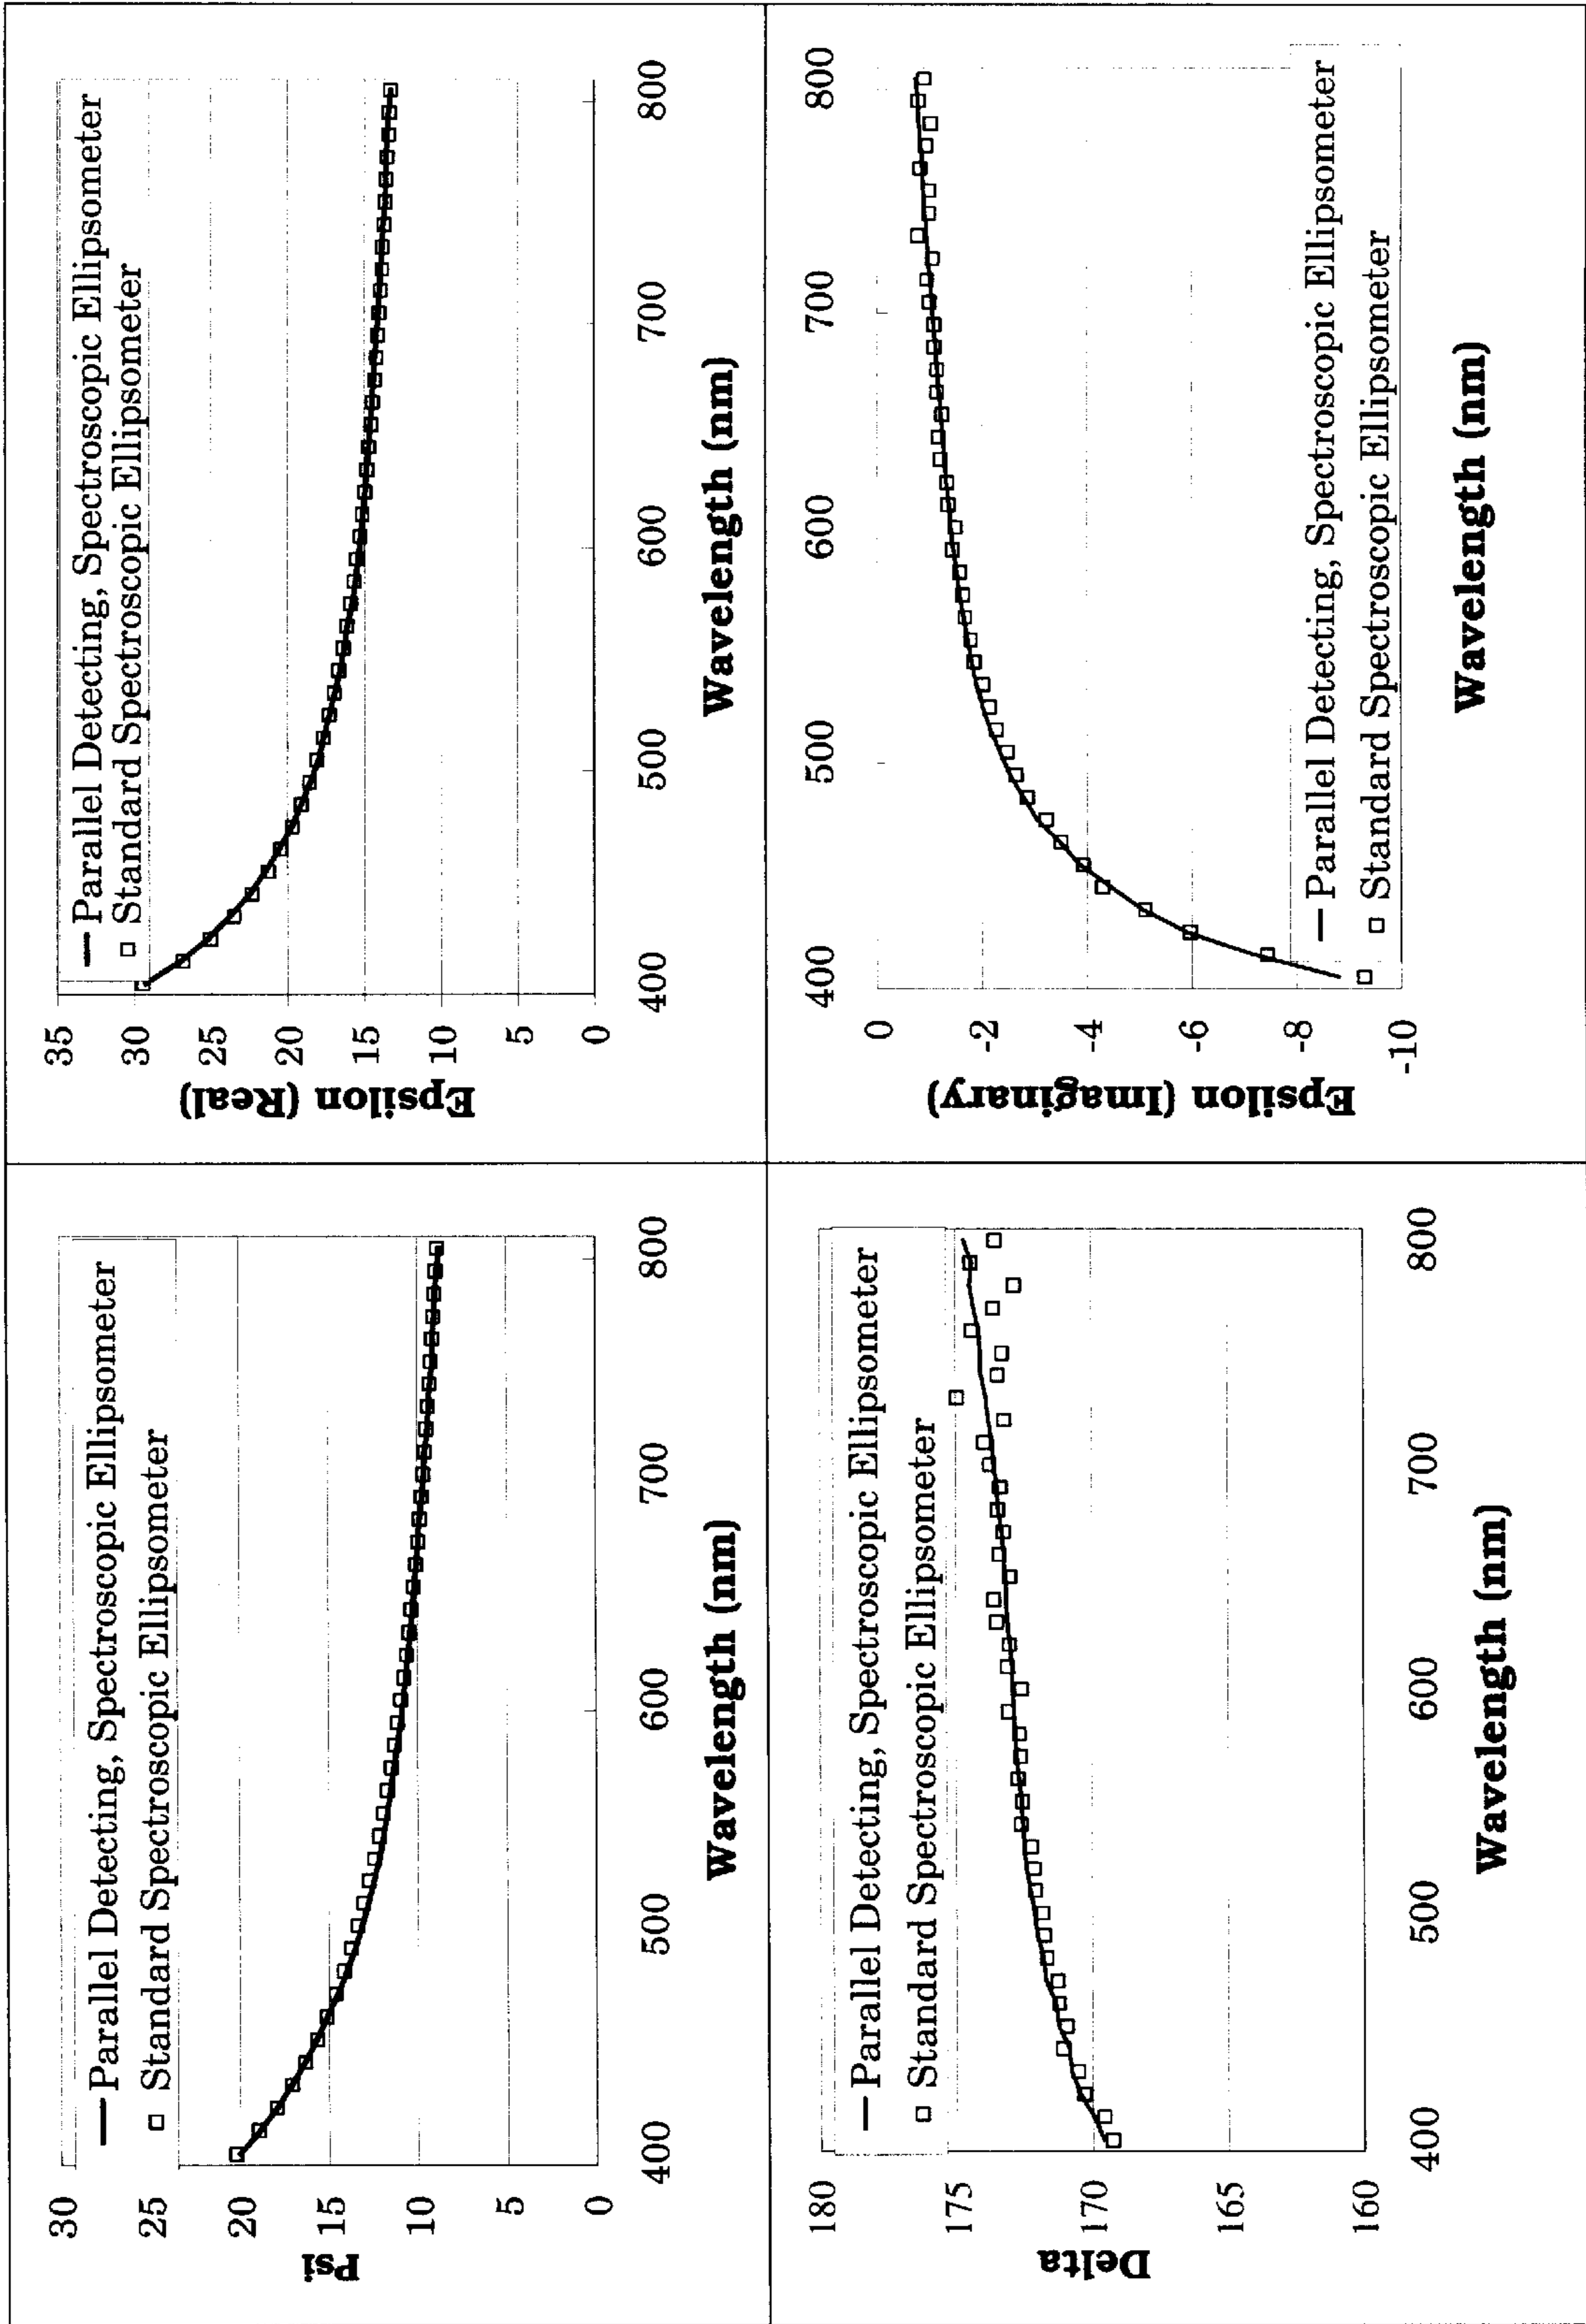 30
25
20
15
10
5
0
Psi
— Parallel Detecting, Spectroscopic Ellipsometer
□ Standard Spectroscopic Ellipsometer
400
500
600
700
800
Wavelength (nm)
35
30
25
20
15
10
5
0
Epsilon (Real)
— Parallel Detecting, Spectroscopic Ellipsometer
□ Standard Spectroscopic Ellipsometer
400
500
600
700
800
Wavelength (nm)
180
175
170
165
160
Delta
— Parallel Detecting, Spectroscopic Ellipsometer
□ Standard Spectroscopic Ellipsometer
400
500
600
700
800
Wavelength (nm)
0
-2
-4
-6
-8
-10
Epsilon (Imaginary)
400
500
600
700
800
— Parallel Detecting, Spectroscopic Ellipsometer
□ Standard Spectroscopic Ellipsometer
Wavelength (nm)